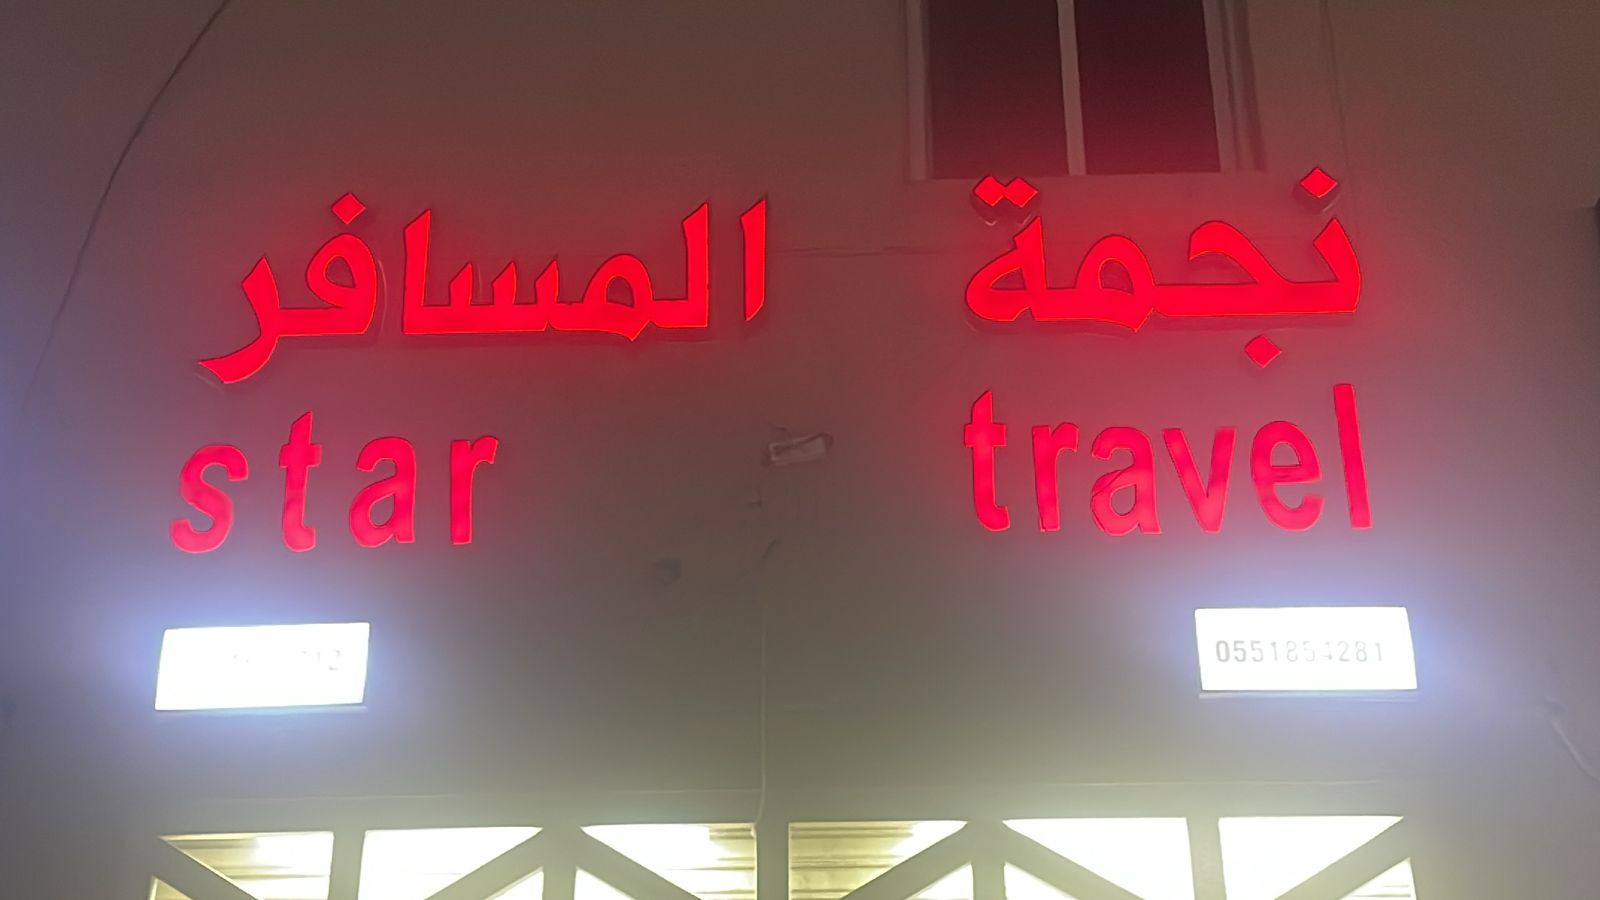 نجمة المسافر
star travel
0551854281